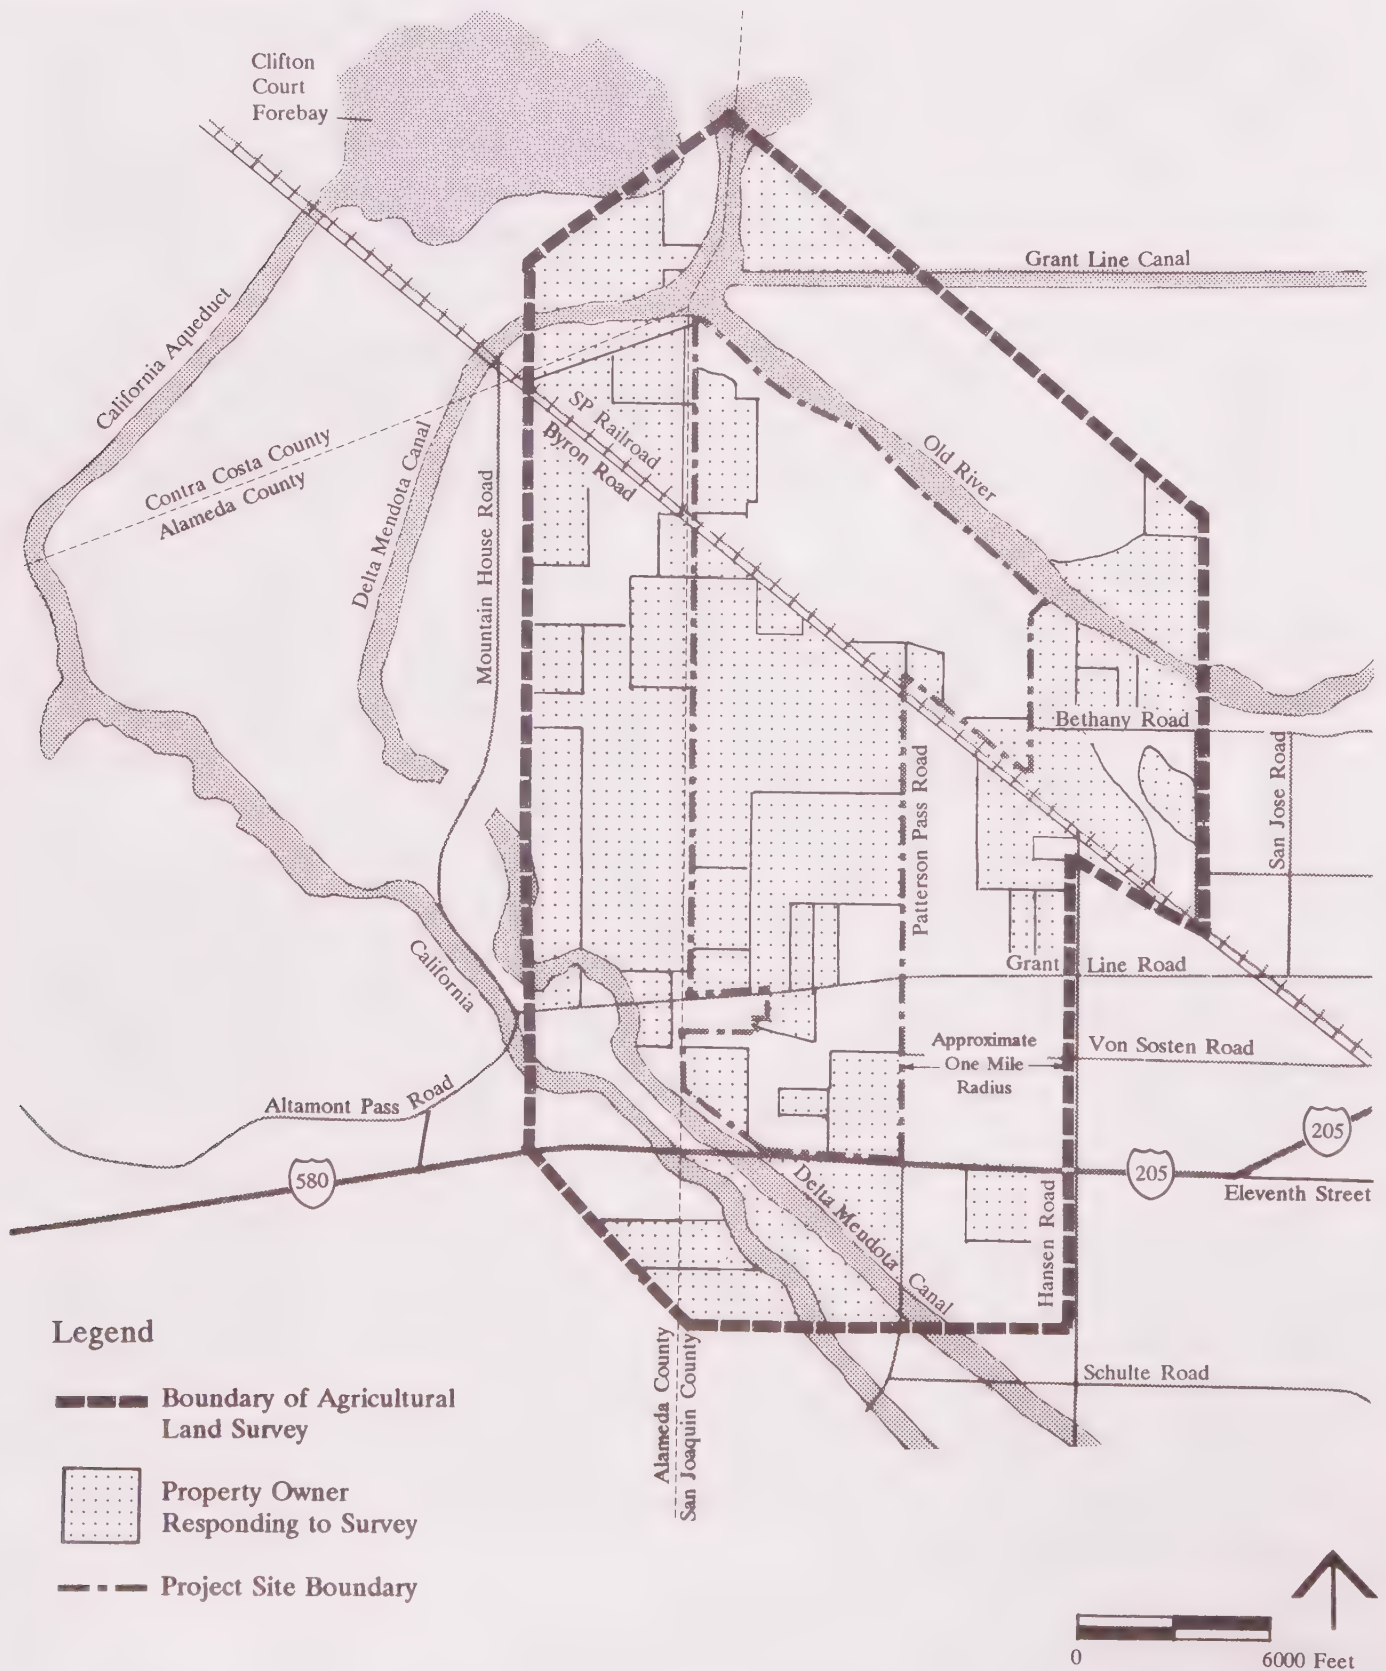 Clifton
Court
Forebay
Grant Line Canal
California Aqueduct
Contra Costa County
Alameda County
Delta Mendota Canal
SP Railroad
Byron Road
Mountain House Road
Old River
Bethany Road
San Jose Road
Patterson Pass Road
California
Grant Line Road
Approximate
One Mile
Radius
Von Sosten Road
Altamont Pass Road
580
205
205
Eleventh Street
Delta Mendota Canal
Hansen Road
Schulte Road
Alameda County
San Joaquin County
Legend
Boundary of Agricultural
Land Survey
Property Owner
Responding to Survey
Project Site Boundary
0 6000 Feet